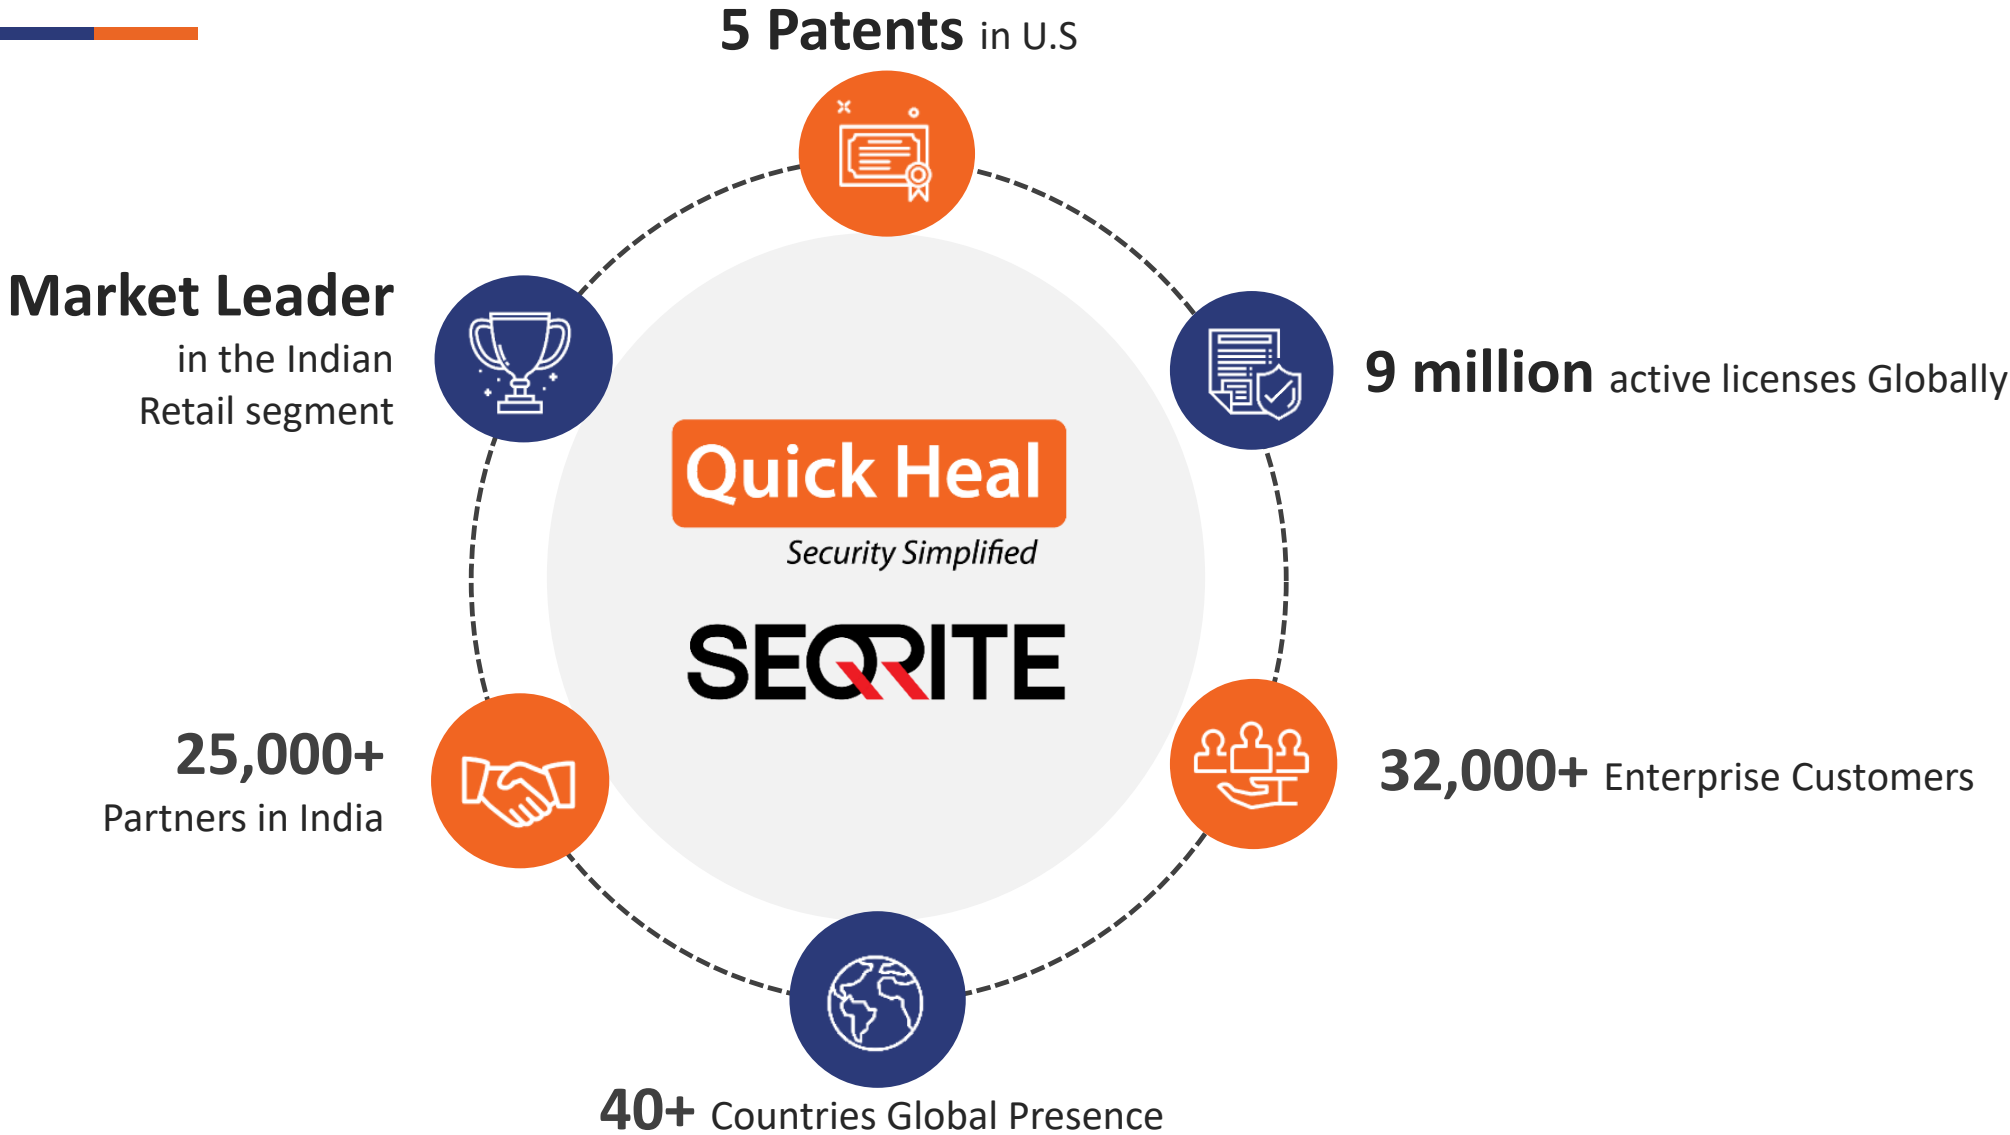 5 Patents in U.S
Market Leader
in the Indian
Retail segment
9 million active licenses Globally
Quick Heal
Security Simplified
SEQRITE
25,000+
Partners in India
32,000+ Enterprise Customers
40+ Countries Global Presence